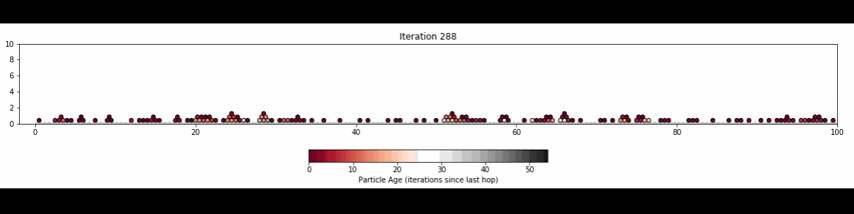 Iteration 288
10
8
6
4
2
0
0 20 40 60 80 100
0 10 20 30 40 50
Particle Age (iterations since last hop)